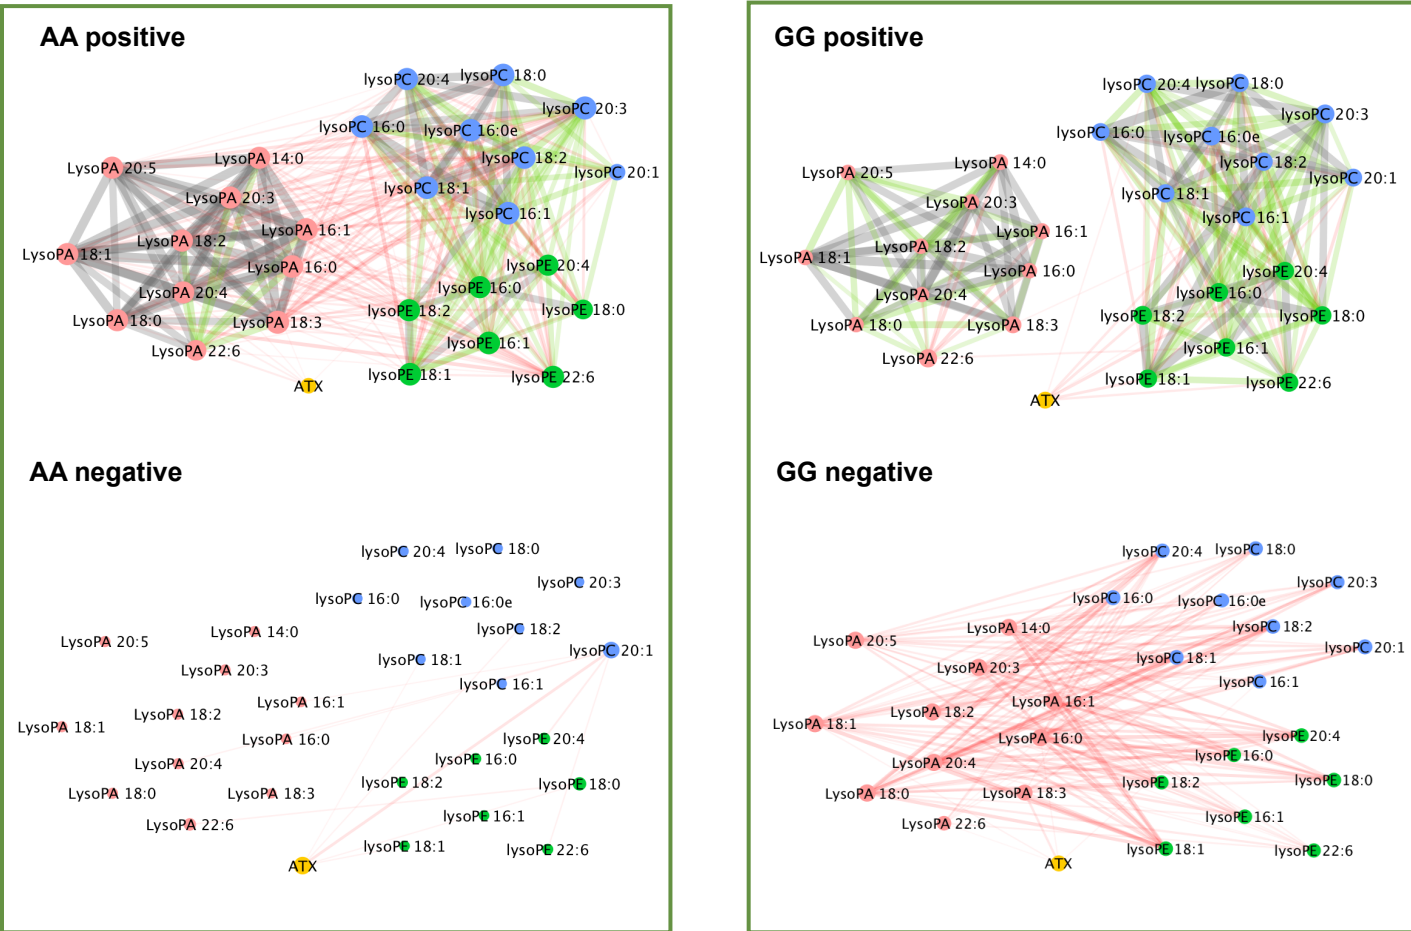 AA positive
lysoPC 20:4
lysoPC 18:0
lysoPC 20:3
lysoPC 16:0
lysoPC 16:0e
lysoPC 18:2
LysoPA 14:0
LysoPA 20:5
lysoPC 20:1
lysoPC 18:1
LysoPA 20:3
lysoPC 16:1
LysoPA 16:1
LysoPA 18:2
LysoPA 18:1
LysoPA 16:0
lysoPE 20:4
lysoPE 16:0
LysoPA 20:4
lysoPE 18:2
lysoPE 18:0
LysoPA 18:0
LysoPA 18:3
lysoPE 16:1
LysoPA 22:6
lysoPE 18:1
lysoPE 22:6
ATX
GG positive
lysoPC 20:4
lysoPC 18:0
lysoPC 20:3
lysoPC 16:0
lysoPC 16:0e
lysoPC 18:2
LysoPA 14:0
LysoPA 20:5
lysoPC 20:1
lysoPC 18:1
LysoPA 20:3
lysoPC 16:1
LysoPA 16:1
LysoPA 18:2
LysoPA 18:1
LysoPA 16:0
lysoPE 20:4
lysoPE 16:0
LysoPA 20:4
lysoPE 18:2
lysoPE 18:0
LysoPA 18:0
LysoPA 18:3
lysoPE 16:1
LysoPA 22:6
lysoPE 18:1
lysoPE 22:6
ATX
AA negative
lysoPC 20:4
lysoPC 18:0
lysoPC 20:3
lysoPC 16:0
lysoPC 16:0e
lysoPC 18:2
LysoPA 14:0
LysoPA 20:5
lysoPC 20:1
lysoPC 18:1
LysoPA 20:3
lysoPC 16:1
LysoPA 16:1
LysoPA 18:2
LysoPA 18:1
LysoPA 16:0
lysoPE 20:4
lysoPE 16:0
LysoPA 20:4
lysoPE 18:2
lysoPE 18:0
LysoPA 18:0
LysoPA 18:3
lysoPE 16:1
LysoPA 22:6
lysoPE 18:1
lysoPE 22:6
ATX
GG negative
lysoPC 20:4
lysoPC 18:0
lysoPC 20:3
lysoPC 16:0
lysoPC 16:0e
lysoPC 18:2
LysoPA 14:0
LysoPA 20:5
lysoPC 20:1
lysoPC 18:1
LysoPA 20:3
lysoPC 16:1
LysoPA 16:1
LysoPA 18:2
LysoPA 18:1
LysoPA 16:0
lysoPE 20:4
lysoPE 16:0
LysoPA 20:4
lysoPE 18:2
lysoPE 18:0
LysoPA 18:0
LysoPA 18:3
lysoPE 16:1
LysoPA 22:6
lysoPE 18:1
lysoPE 22:6
ATX